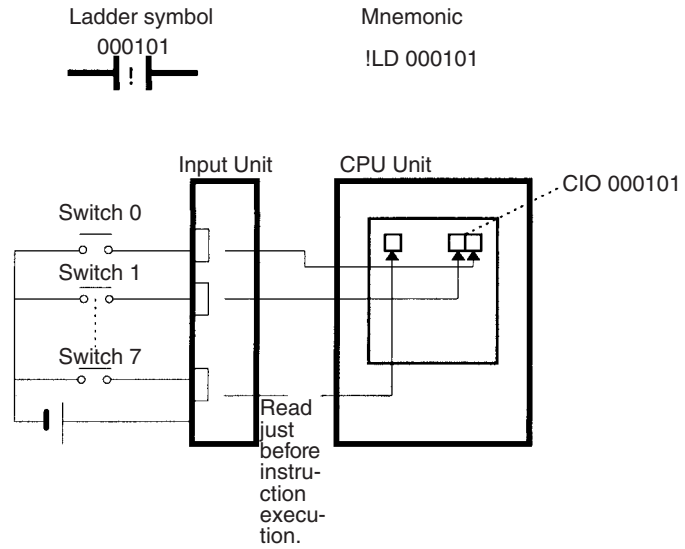 Ladder symbol
Mnemonic
000101
!
!LD 000101
Input Unit
CPU Unit
CIO 000101
Switch 0
Switch 1
Switch 7
Read
just
before
instru-
ction
execu-
tion.